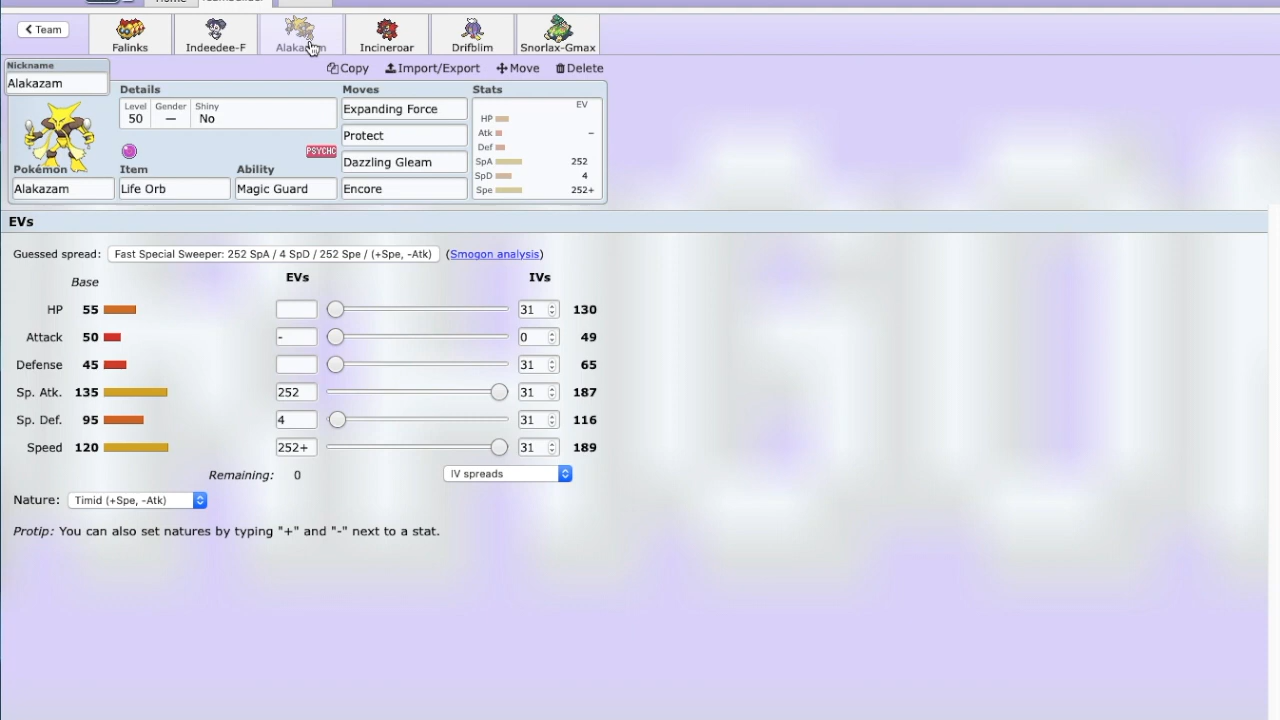 Home
Team
Falinks
Indeedee-F
Alakazam
Incineroar
Drifblim
Snorlax-Gmax
Nickname
Alakazam
Copy
Import/Export
Move
Delete
Details
Level
Gender
Shiny
50
—
No
Moves
Expanding Force
Protect
Dazzling Gleam
Encore
Stats
EV
HP
Atk –
Def
SpA 252
SpD 4
Spe 252+
PSYCHC
Pokémon
Alakazam
Item
Life Orb
Ability
Magic Guard
EVs
Guessed spread: Fast Special Sweeper: 252 SpA / 4 SpD / 252 Spe / (+Spe, -Atk) (Smogon analysis)
Base EVs IVs
HP 55 31 130
Attack 50 - 0 49
Defense 45 31 65
Sp. Atk. 135 252 31 187
Sp. Def. 95 4 31 116
Speed 120 252+ 31 189
Remaining: 0 IV spreads
Nature: Timid (+Spe, -Atk)
Protip: You can also set natures by typing "+" and "-" next to a stat.